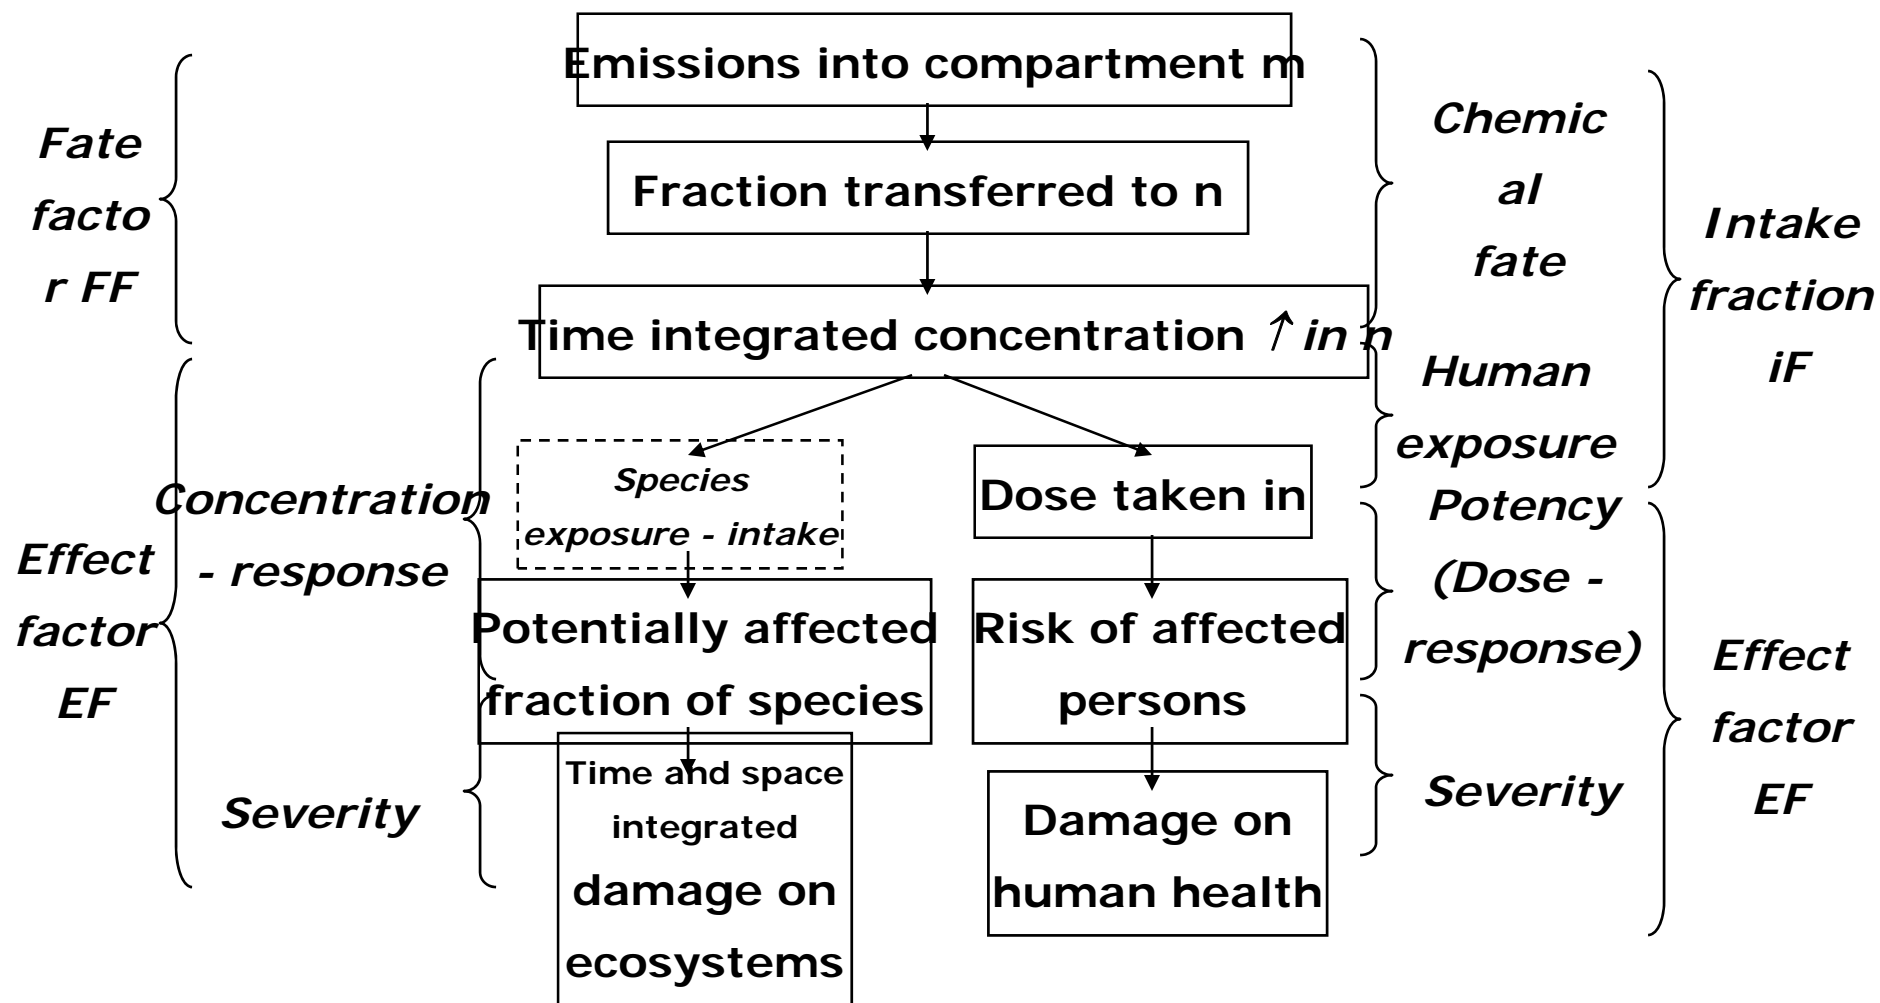 Emissions into compartment m
Fraction transferred to n
Time integrated concentration ↑ in n
Fate
facto
r FF
Effect
factor
EF
Concentration
- response
Severity
Species
exposure - intake
Potentially affected
fraction of species
Time and space
integrated
damage on
ecosystems
Dose taken in
Risk of affected
persons
Damage on
human health
Chemic
al
fate
Human
exposure
Potency
(Dose -
response)
Severity
Intake
fraction
iF
Effect
factor
EF